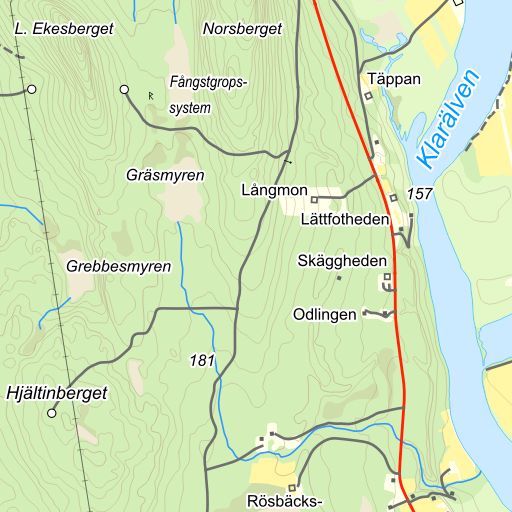 L. Ekesberget
Norsberget
Täppan
Fångstgrops-
system
R
Klarälven
Gräsmyren
Långmon
157
Lättfotheden
Skäggheden
Grebbesmyren
Odlingen
181
Hjältinberget
Rösbäcks-